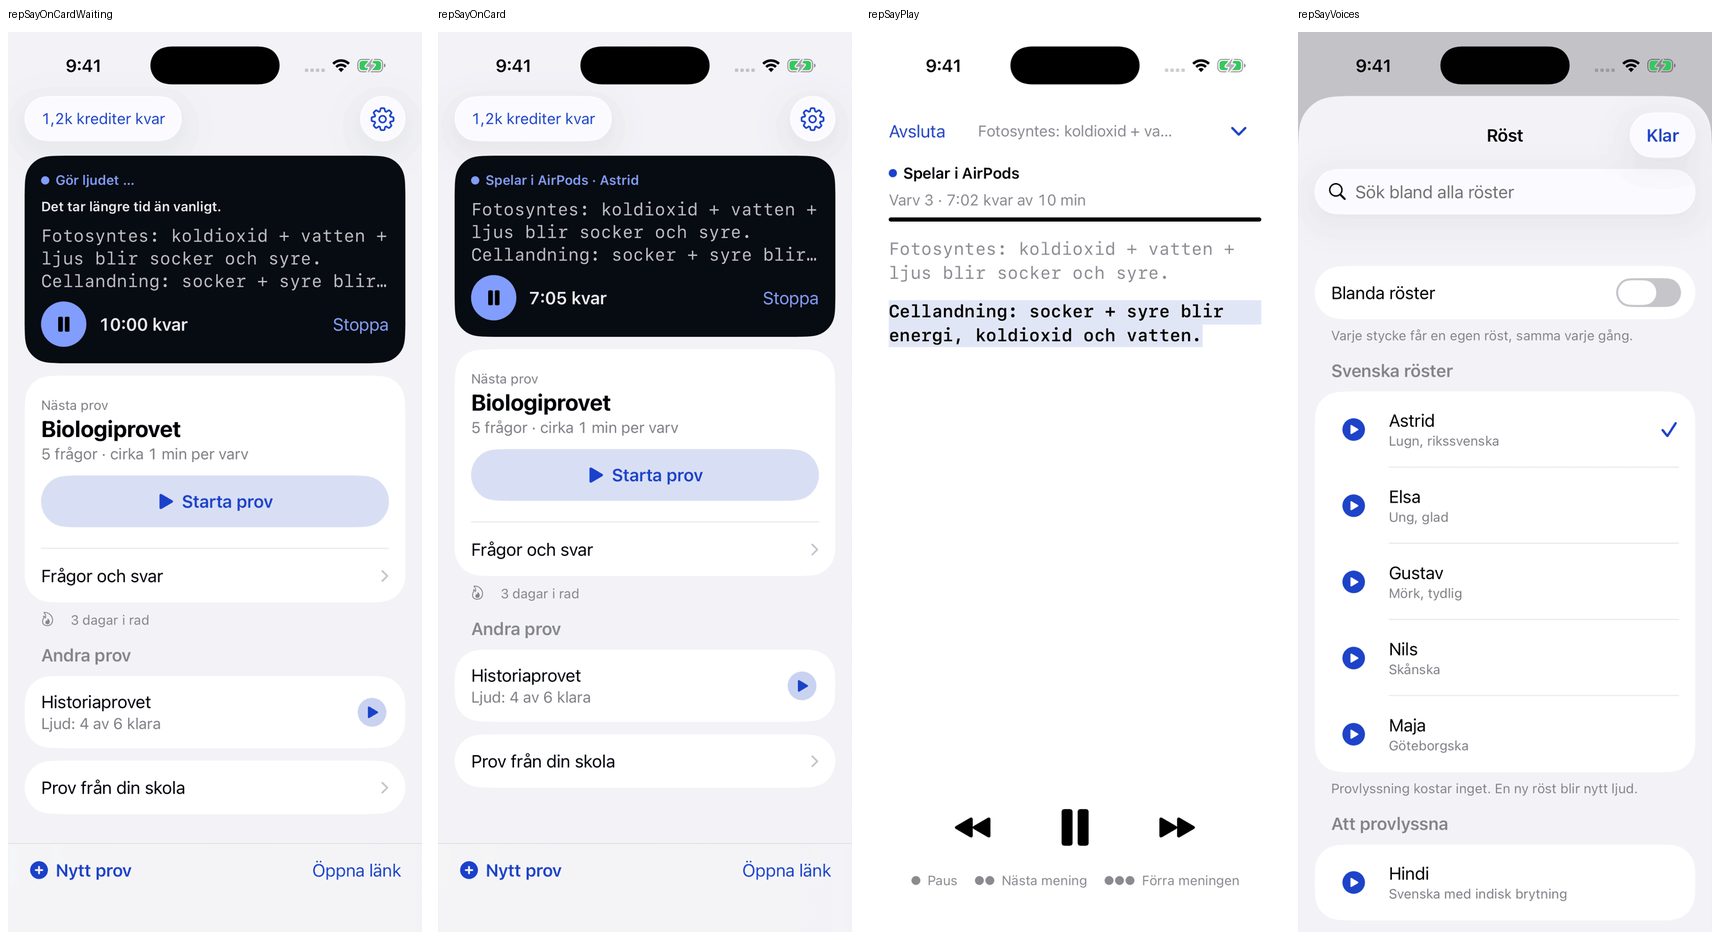 repSayOnCardWaiting
9:41
1,2k krediter kvar
Gör ljudet ...
Det tar längre tid än vanligt.
Fotosyntes: koldioxid + vatten +
ljus blir socker och syre.
Cellandning: socker + syre blir…
10:00 kvar
Stoppa
Nästa prov
Biologiprovet
5 frågor · cirka 1 min per varv
Starta prov
Frågor och svar
3 dagar i rad
Andra prov
Historiaprovet
Ljud: 4 av 6 klara
Prov från din skola
Nytt prov
Öppna länk
repSayOnCard
9:41
1,2k krediter kvar
Spelar i AirPods · Astrid
Fotosyntes: koldioxid + vatten +
ljus blir socker och syre.
Cellandning: socker + syre blir…
7:05 kvar
Stoppa
Nästa prov
Biologiprovet
5 frågor · cirka 1 min per varv
Starta prov
Frågor och svar
3 dagar i rad
Andra prov
Historiaprovet
Ljud: 4 av 6 klara
Prov från din skola
Nytt prov
Öppna länk
repSayPlay
9:41
Avsluta
Fotosyntes: koldioxid + va...
Spelar i AirPods
Varv 3 · 7:02 kvar av 10 min
Fotosyntes: koldioxid + vatten +
ljus blir socker och syre.
Cellandning: socker + syre blir
energi, koldioxid och vatten.
Paus
Nästa mening
Förra meningen
repSayVoices
9:41
Röst
Klar
Sök bland alla röster
Blanda röster
Varje stycke får en egen röst, samma varje gång.
Svenska röster
Astrid
Lugn, rikssvenska
Elsa
Ung, glad
Gustav
Mörk, tydlig
Nils
Skånska
Maja
Göteborgska
Provlyssning kostar inget. En ny röst blir nytt ljud.
Att provlyssna
Hindi
Svenska med indisk brytning